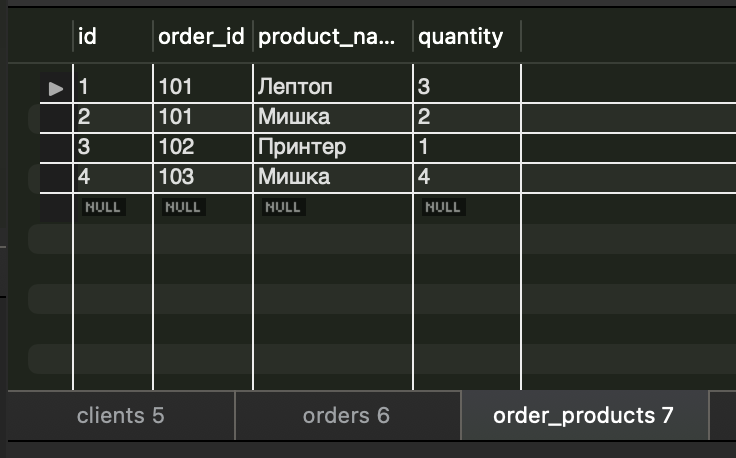 id order_id product_na... quantity
1 101 Лептоп 3
2 101 Мишка 2
3 102 Принтер 1
4 103 Мишка 4
NULL NULL NULL NULL
clients 5 orders 6 order_products 7